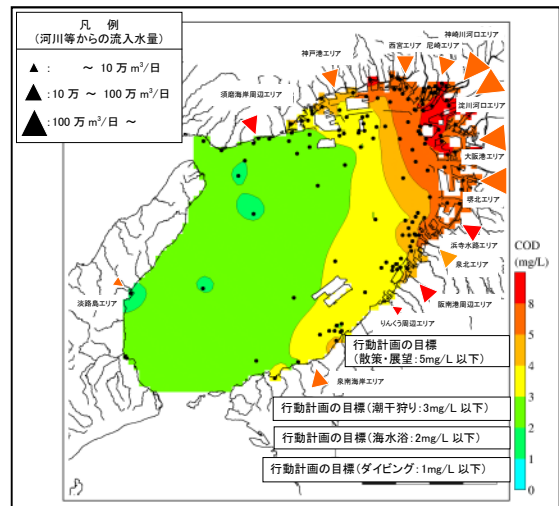 凡 例
(河川等からの流入水量)
▲ : ～ 10 万 m³/日
▲ : 10 万 ～ 100 万 m³/日
▲ : 100 万 m³/日 ～
神崎川河口エリア
西宮エリア
尼崎エリア
神戸港エリア
須磨海岸周辺エリア
淀川河口エリア
大阪港エリア
堺北エリア
浜寺水路エリア
泉北エリア
阪南港周辺エリア
りんくう周辺エリア
淡路島エリア
泉南海岸エリア
COD
(mg/L)
8
6
5
4
3
2
1
0
行動計画の目標
(散策・展望:5mg/L 以下)
行動計画の目標(潮干狩り:3mg/L 以下)
行動計画の目標(海水浴:2mg/L 以下)
行動計画の目標(ダイビング:1mg/L 以下)